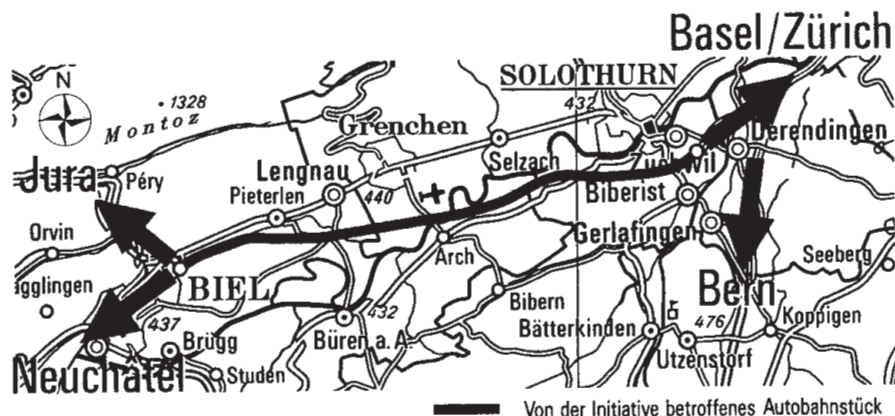 Basel/Zürich
N
1328
Montoz
SOLOTHURN
432
Grenchen
Derendingen
Selzach
Jura
Péry
Lengnau
wil
Pieterlen
440
Biberist
Orvin
Gerlafingen
Arch
Seeberg
BIEL
Bern
Bibern
437
432
Bätterkinden
476
Koppigen
Brügg
Büren a. A.
Utzenstorf
Neuchâtel
Studen
Von der Initiative betroffenes Autobahnstück